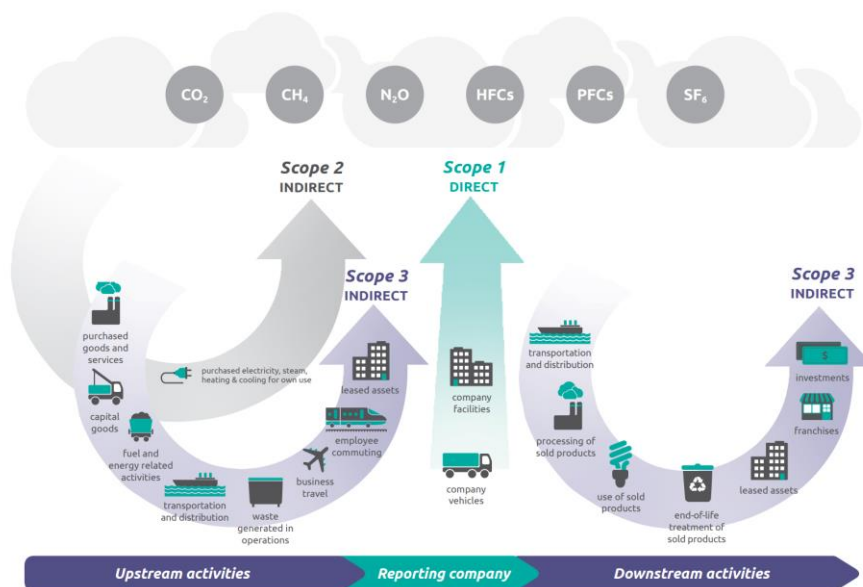 CO₂
CH₄
N₂O
HFCs
PFCs
SF₆
Scope 2
INDIRECT
Scope 1
DIRECT
Scope 3
INDIRECT
Scope 3
INDIRECT
purchased
goods and
services
capital
goods
fuel and
energy related
activities
transportation
and distribution
waste
generated in
operations
business
travel
employee
commuting
leased assets
purchased electricity, steam,
heating & cooling for own use
company
facilities
company
vehicles
transportation
and distribution
processing of
sold products
use of sold
products
end-of-life
treatment of
sold products
leased assets
franchises
$
investments
Upstream activities
Reporting company
Downstream activities